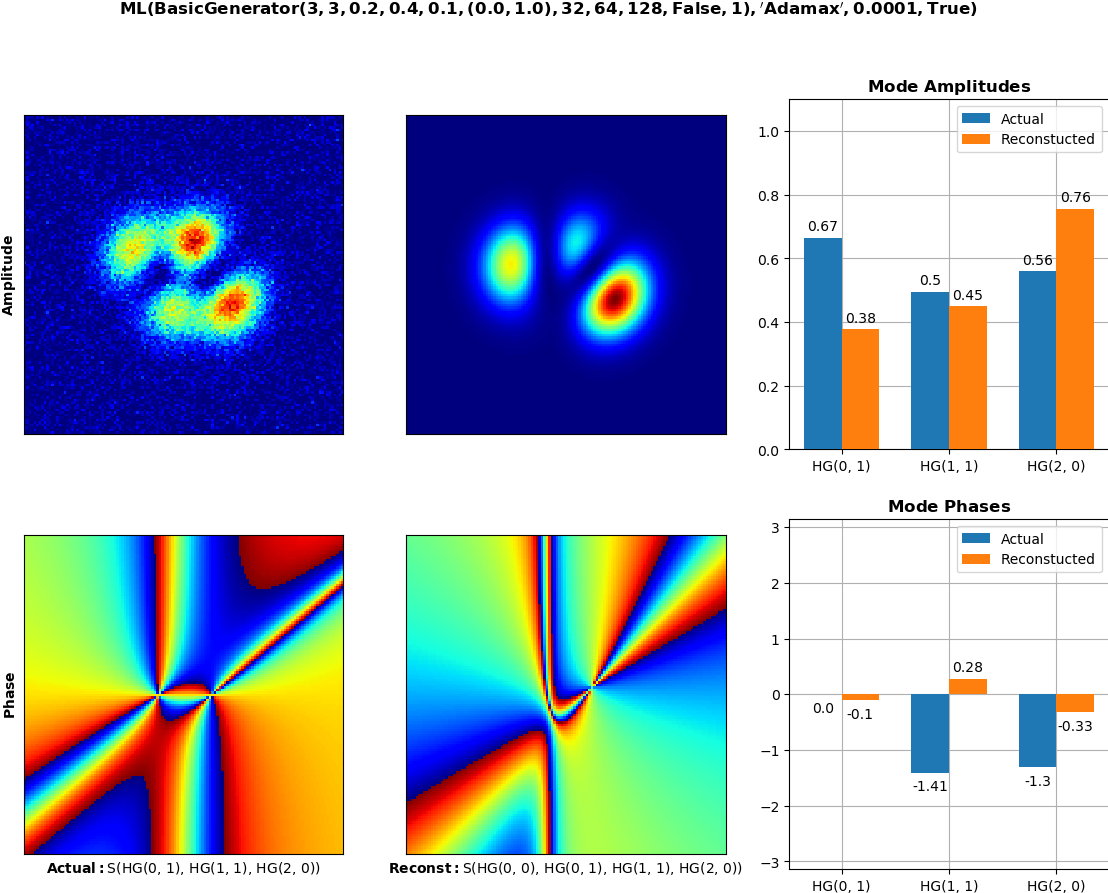 ML(BasicGenerator(3, 3, 0.2, 0.4, 0.1, (0.0, 1.0), 32, 64, 128, False, 1), 'Adamax', 0.0001, True)
Amplitude
Mode Amplitudes
Actual
Reconstucted
1.0
0.8
0.6
0.4
0.2
0.0
0.67
0.38
0.5
0.45
0.56
0.76
HG(0, 1)
HG(1, 1)
HG(2, 0)
Phase
Actual: S(HG(0, 1), HG(1, 1), HG(2, 0))
Reconst: S(HG(0, 0), HG(0, 1), HG(1, 1), HG(2, 0))
Mode Phases
Actual
Reconstucted
3
2
1
0
−1
−2
−3
0.0
-0.1
-1.41
0.28
-1.3
-0.33
HG(0, 1)
HG(1, 1)
HG(2, 0)